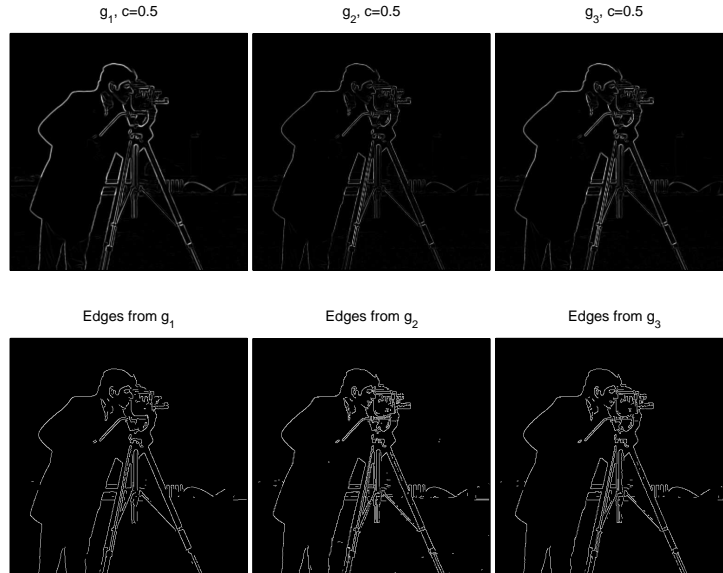 g1, c=0.5
g2, c=0.5
g3, c=0.5
Edges from g1
Edges from g2
Edges from g3